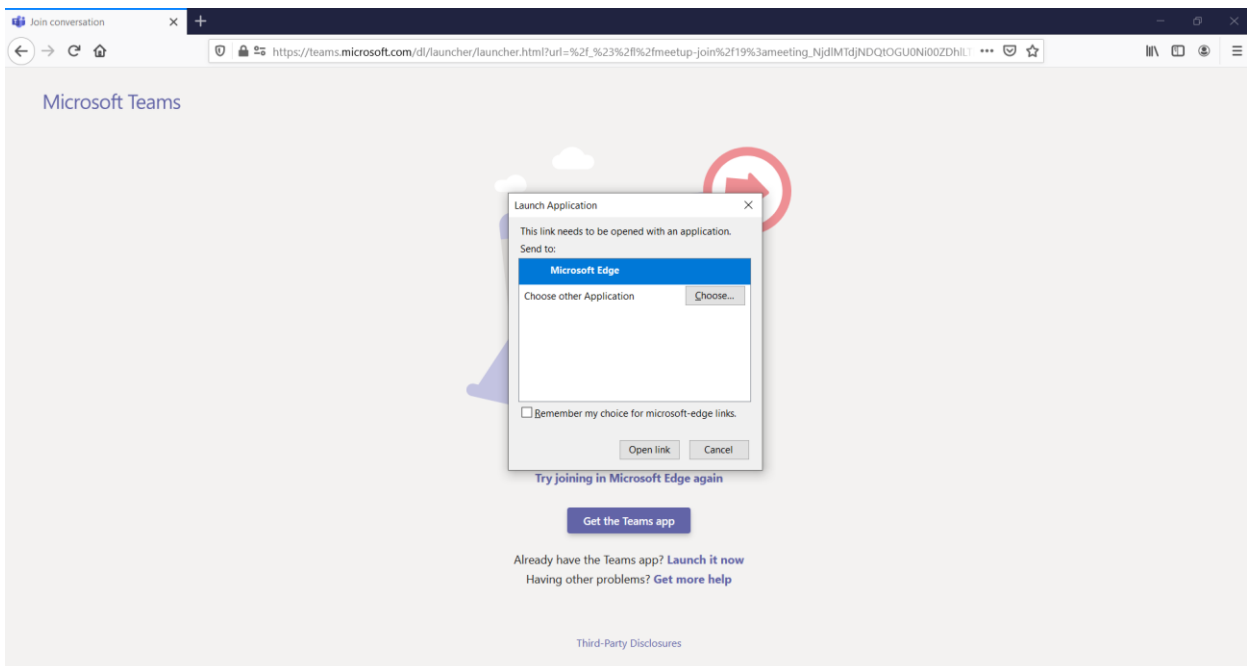 Join conversation
https://teams.microsoft.com/dl/launcher/launcher.html?url=%2f_%23%2fl%2fmeetup-join%2f19%3ameeting_NjdlMTdjNDQtOGU0Ni00ZDhlL
Microsoft Teams
Launch Application
This link needs to be opened with an application.
Send to:
Microsoft Edge
Choose other Application
Choose...
Remember my choice for microsoft-edge links.
Open link Cancel
Try joining in Microsoft Edge again
Get the Teams app
Already have the Teams app? Launch it now
Having other problems? Get more help
Third-Party Disclosures